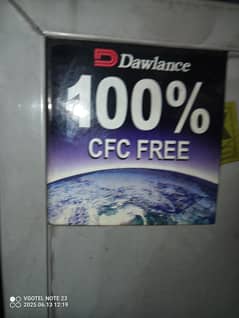 Dawlance
100%
CFC FREE
VGOTEL NOTE 23
2025.06.13 12:19